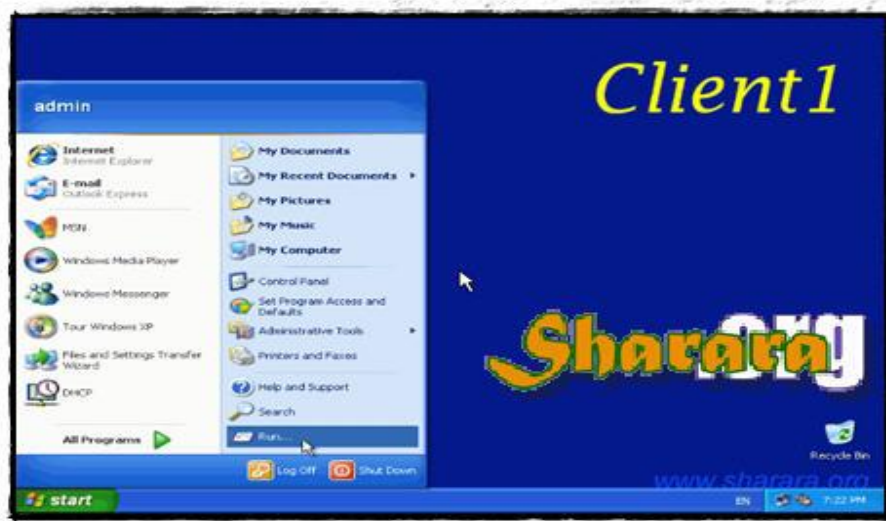 Client1
admin
Internet
Internet Explorer
E-mail
Outlook Express
MSN
Windows Media Player
Windows Messenger
Tour Windows XP
Files and Settings Transfer
Wizard
DHCP
All Programs
My Documents
My Recent Documents
My Pictures
My Music
My Computer
Control Panel
Set Program Access and
Defaults
Administrative Tools
Printers and Faxes
Help and Support
Search
Run...
Log Off
Shut Down
Sharara.org
Recycle Bin
www.sharara.org
start
EN
7:22 PM